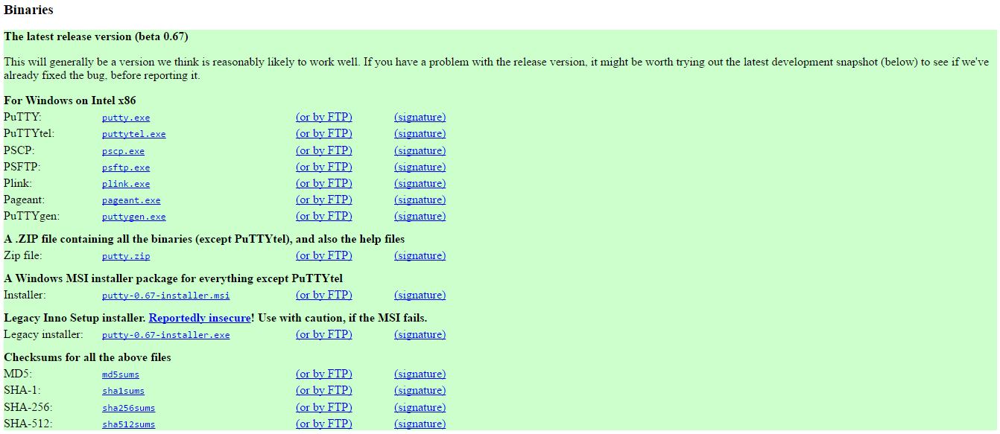 Binaries
The latest release version (beta 0.67)
This will generally be a version we think is reasonably likely to work well. If you have a problem with the release version, it might be worth trying out the latest development snapshot (below) to see if we've
already fixed the bug, before reporting it.
For Windows on Intel x86
PuTTY: putty.exe (or by FTP) (signature)
PuTTYtel: puttytel.exe (or by FTP) (signature)
PSCP: pscp.exe (or by FTP) (signature)
PSFTP: psftp.exe (or by FTP) (signature)
Plink: plink.exe (or by FTP) (signature)
Pageant: pageant.exe (or by FTP) (signature)
PuTTYgen: puttygen.exe (or by FTP) (signature)
A .ZIP file containing all the binaries (except PuTTYtel), and also the help files
Zip file: putty.zip (or by FTP) (signature)
A Windows MSI installer package for everything except PuTTYtel
Installer: putty-0.67-installer.msi (or by FTP) (signature)
Legacy Inno Setup installer. Reportedly insecure! Use with caution, if the MSI fails.
Legacy installer: putty-0.67-installer.exe (or by FTP) (signature)
Checksums for all the above files
MD5: md5sums (or by FTP) (signature)
SHA-1: sha1sums (or by FTP) (signature)
SHA-256: sha256sums (or by FTP) (signature)
SHA-512: sha512sums (or by FTP) (signature)